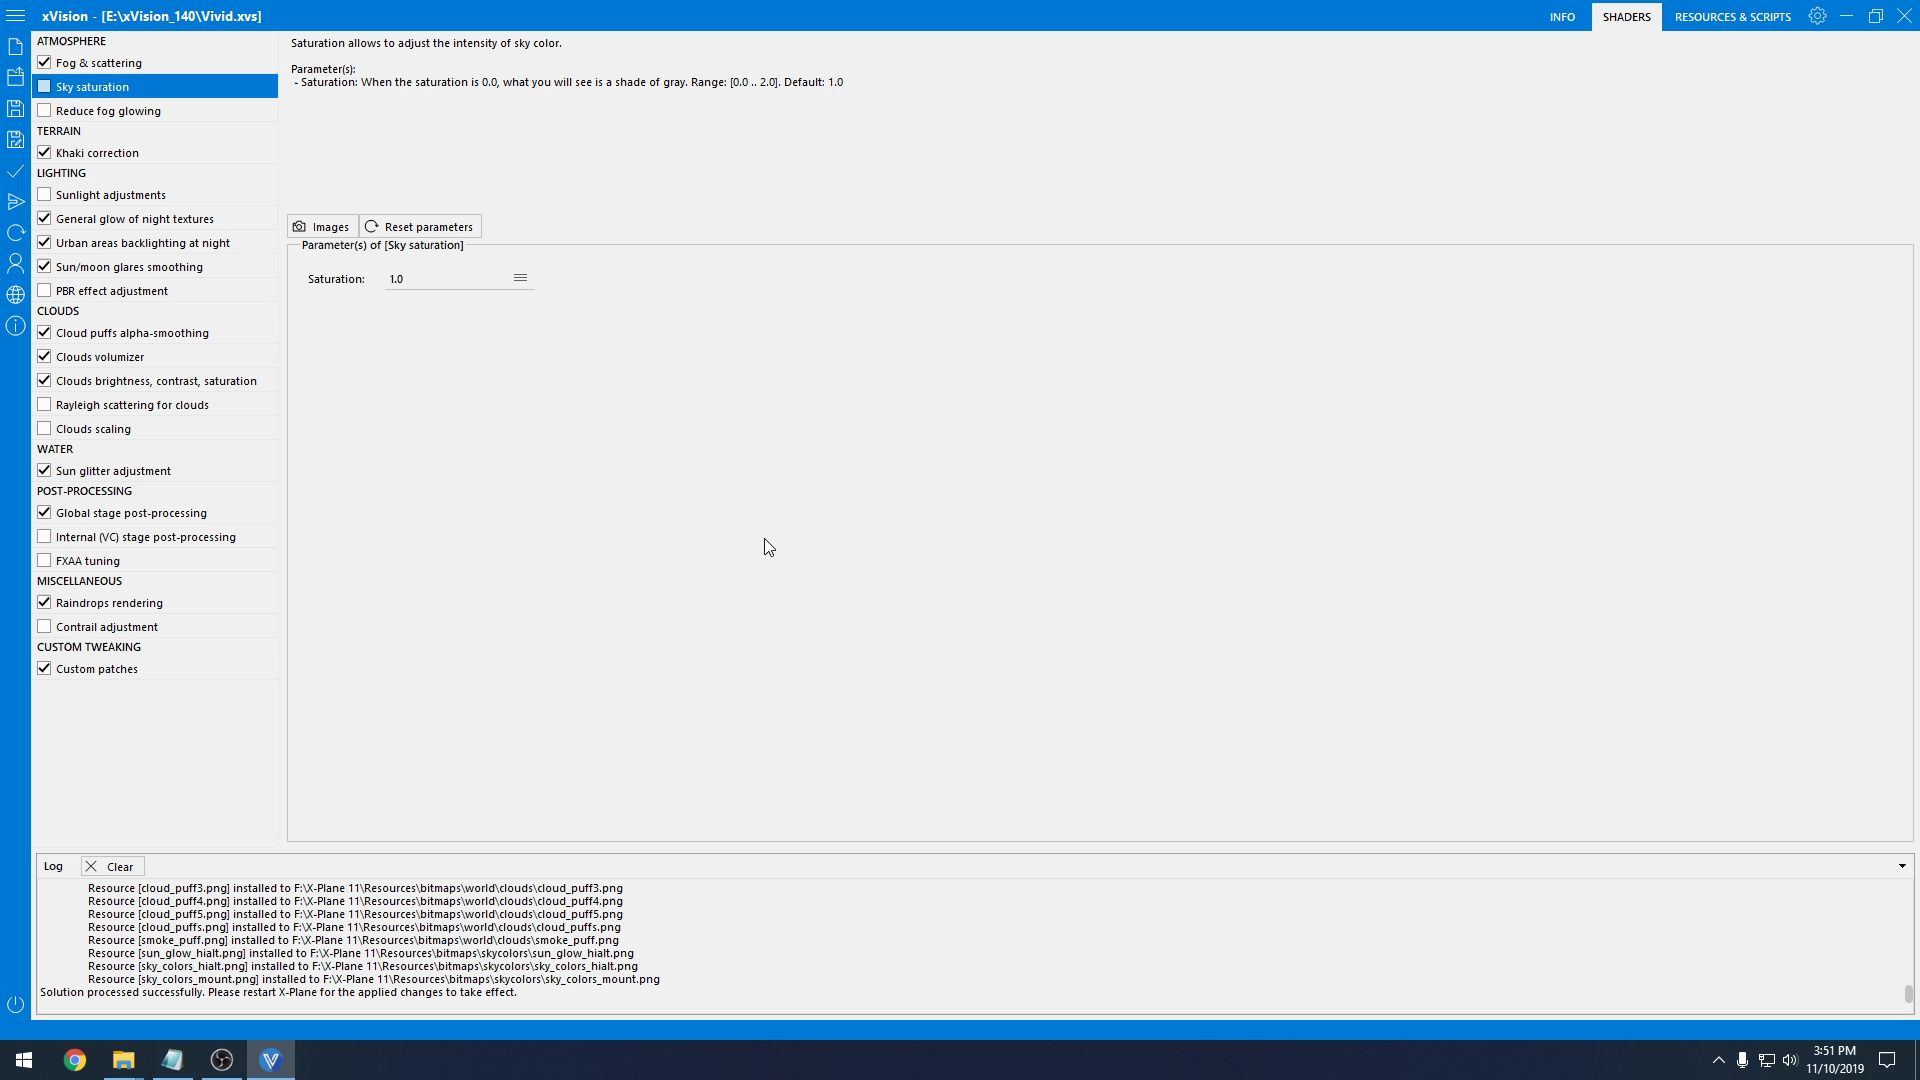 xVision - [E:\xVision_140\Vivid.xvs]
INFO
SHADERS
RESOURCES & SCRIPTS
ATMOSPHERE
Fog & scattering
Sky saturation
Reduce fog glowing
TERRAIN
Khaki correction
LIGHTING
Sunlight adjustments
General glow of night textures
Urban areas backlighting at night
Sun/moon glares smoothing
PBR effect adjustment
CLOUDS
Cloud puffs alpha-smoothing
Clouds volumizer
Clouds brightness, contrast, saturation
Rayleigh scattering for clouds
Clouds scaling
WATER
Sun glitter adjustment
POST-PROCESSING
Global stage post-processing
Internal (VC) stage post-processing
FXAA tuning
MISCELLANEOUS
Raindrops rendering
Contrail adjustment
CUSTOM TWEAKING
Custom patches
Saturation allows to adjust the intensity of sky color.
Parameter(s):
- Saturation: When the saturation is 0.0, what you will see is a shade of gray. Range: [0.0 .. 2.0]. Default: 1.0
Images
Reset parameters
Parameter(s) of [Sky saturation]
Saturation: 1.0
Log
Clear
Resource [cloud_puff3.png] installed to F:\X-Plane 11\Resources\bitmaps\world\clouds\cloud_puff3.png
Resource [cloud_puff4.png] installed to F:\X-Plane 11\Resources\bitmaps\world\clouds\cloud_puff4.png
Resource [cloud_puff5.png] installed to F:\X-Plane 11\Resources\bitmaps\world\clouds\cloud_puff5.png
Resource [cloud_puffs.png] installed to F:\X-Plane 11\Resources\bitmaps\world\clouds\cloud_puffs.png
Resource [smoke_puff.png] installed to F:\X-Plane 11\Resources\bitmaps\world\clouds\smoke_puff.png
Resource [sun_glow_hialt.png] installed to F:\X-Plane 11\Resources\bitmaps\skycolors\sun_glow_hialt.png
Resource [sky_colors_hialt.png] installed to F:\X-Plane 11\Resources\bitmaps\skycolors\sky_colors_hialt.png
Resource [sky_colors_mount.png] installed to F:\X-Plane 11\Resources\bitmaps\skycolors\sky_colors_mount.png
Solution processed successfully. Please restart X-Plane for the applied changes to take effect.
3:51 PM
11/10/2019